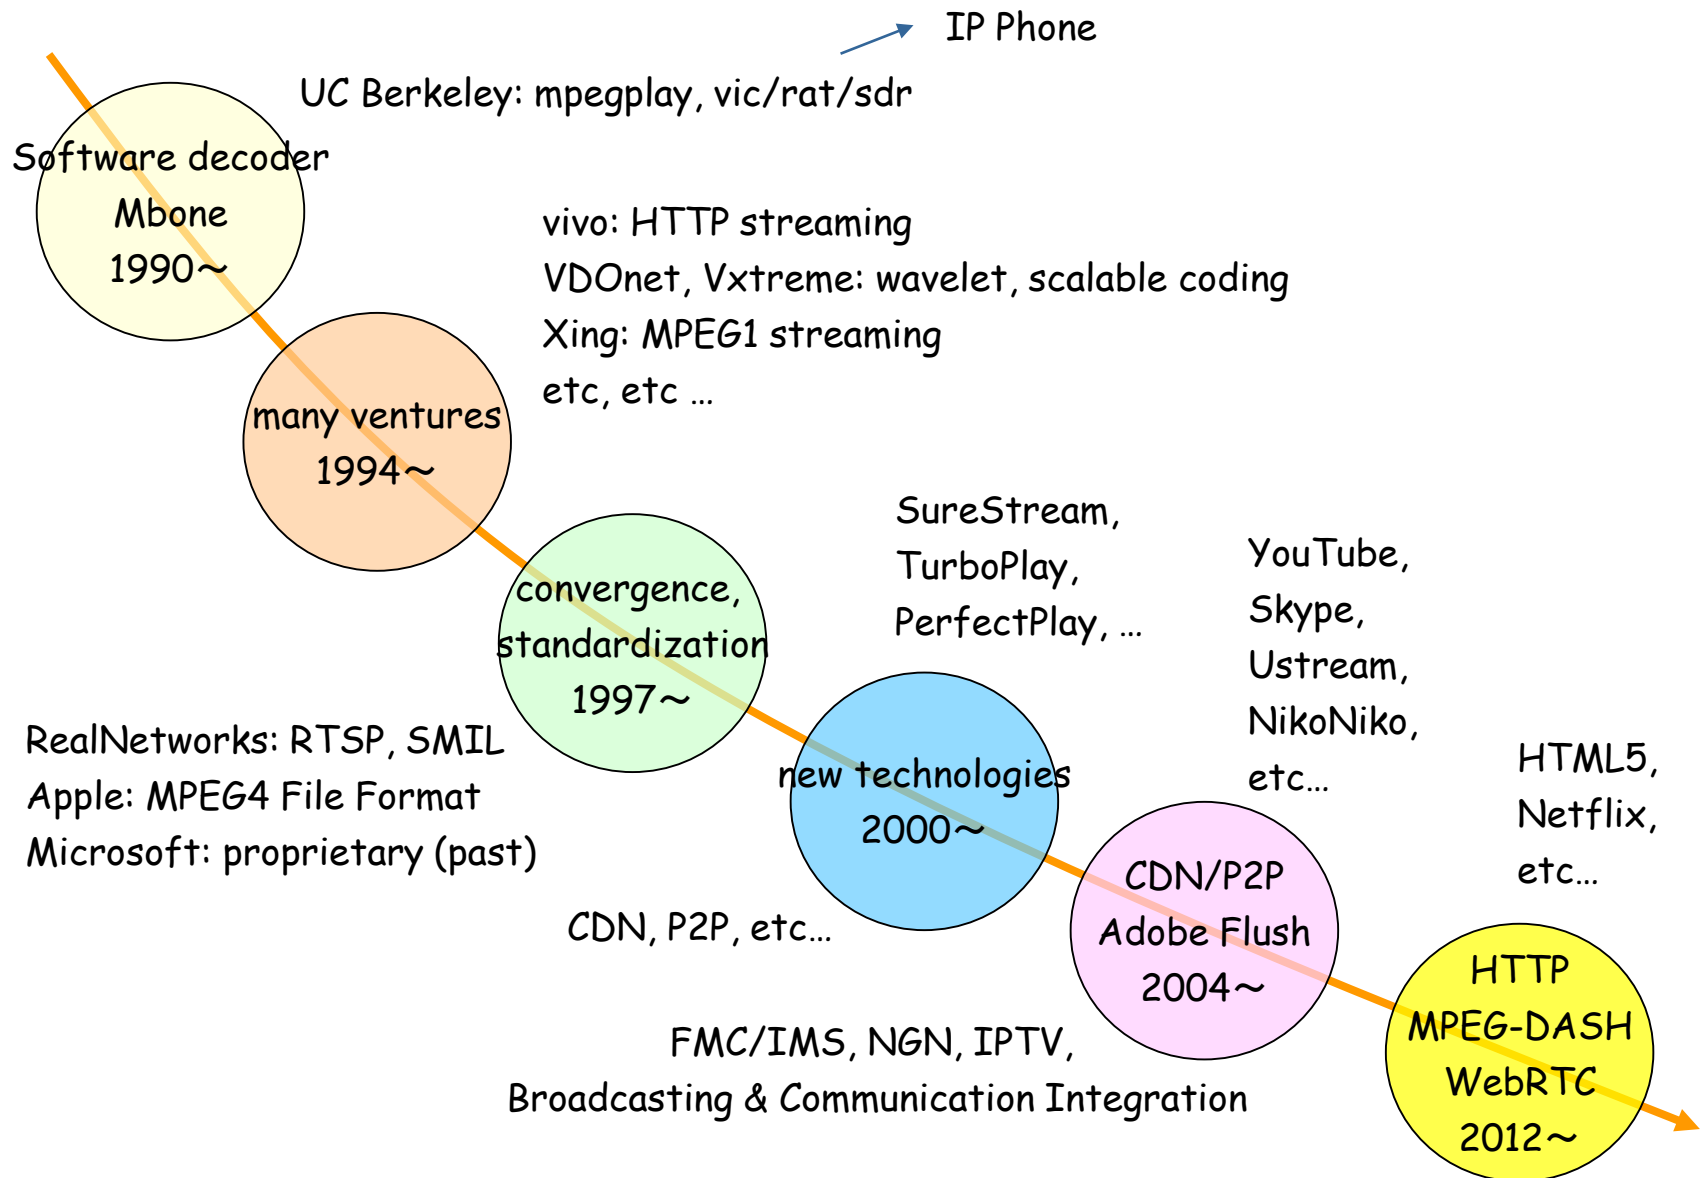 IP Phone
UC Berkeley: mpegplay, vic/rat/sdr
Software decoder
Mbone
1990～
vivo: HTTP streaming
VDOnet, Vxtreme: wavelet, scalable coding
Xing: MPEG1 streaming
etc, etc …
many ventures
1994～
convergence,
standardization
1997～
RealNetworks: RTSP, SMIL
Apple: MPEG4 File Format
Microsoft: proprietary (past)
SureStream,
TurboPlay,
PerfectPlay, …
new technologies
2000～
CDN, P2P, etc…
YouTube,
Skype,
Ustream,
NikoNiko,
etc…
CDN/P2P
Adobe Flush
2004～
FMC/IMS, NGN, IPTV,
Broadcasting & Communication Integration
HTML5,
Netflix,
etc…
HTTP
MPEG-DASH
WebRTC
2012～